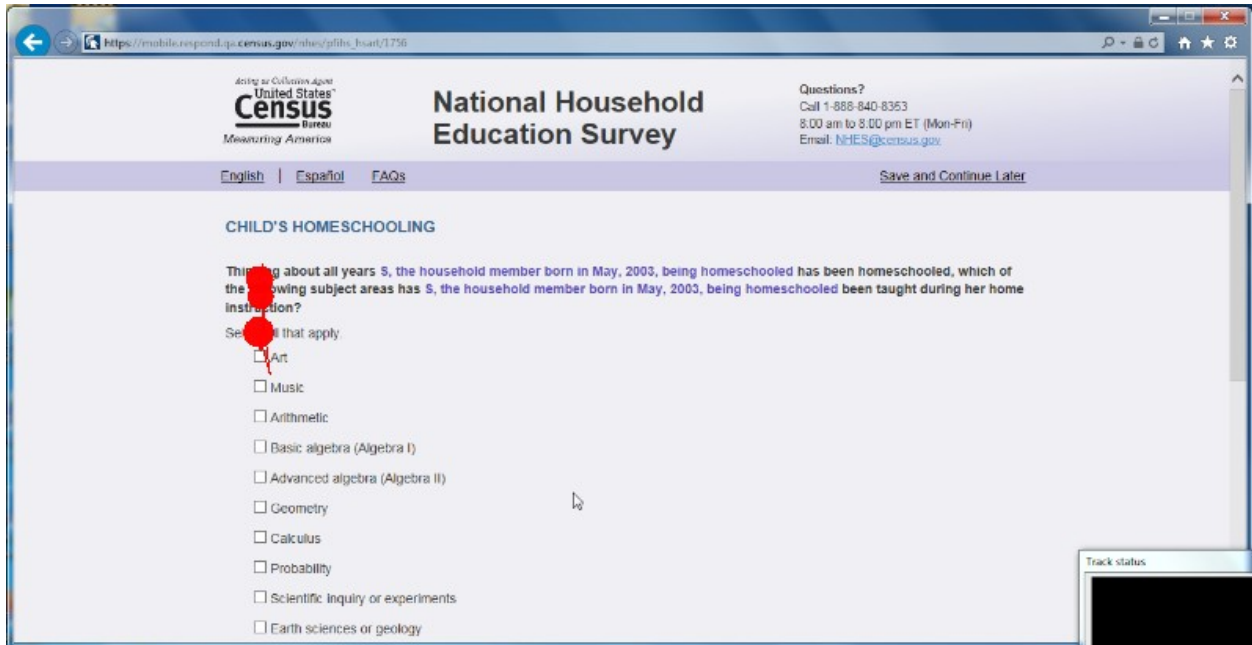 https://mobile.respond.qa.census.gov/nhes/pfihs_hsart/1756
Acting as Collection Agent
United States®
Census
Bureau
Measuring America
National Household
Education Survey
Questions?
Call 1-888-840-8353
8:00 am to 8:00 pm ET (Mon-Fri)
Email: NHES@census.gov
English | Español FAQs
Save and Continue Later
CHILD'S HOMESCHOOLING
about all years S, the household member born in May, 2003, being homeschooled has been homeschooled, which of
the subject areas has S, the household member born in May, 2003, being homeschooled been taught during her home
instruction?
that apply.
Art
Music
Arithmetic
Basic algebra (Algebra I)
Advanced algebra (Algebra II)
Geometry
Calculus
Probability
Scientific inquiry or experiments
Earth sciences or geology
Track status